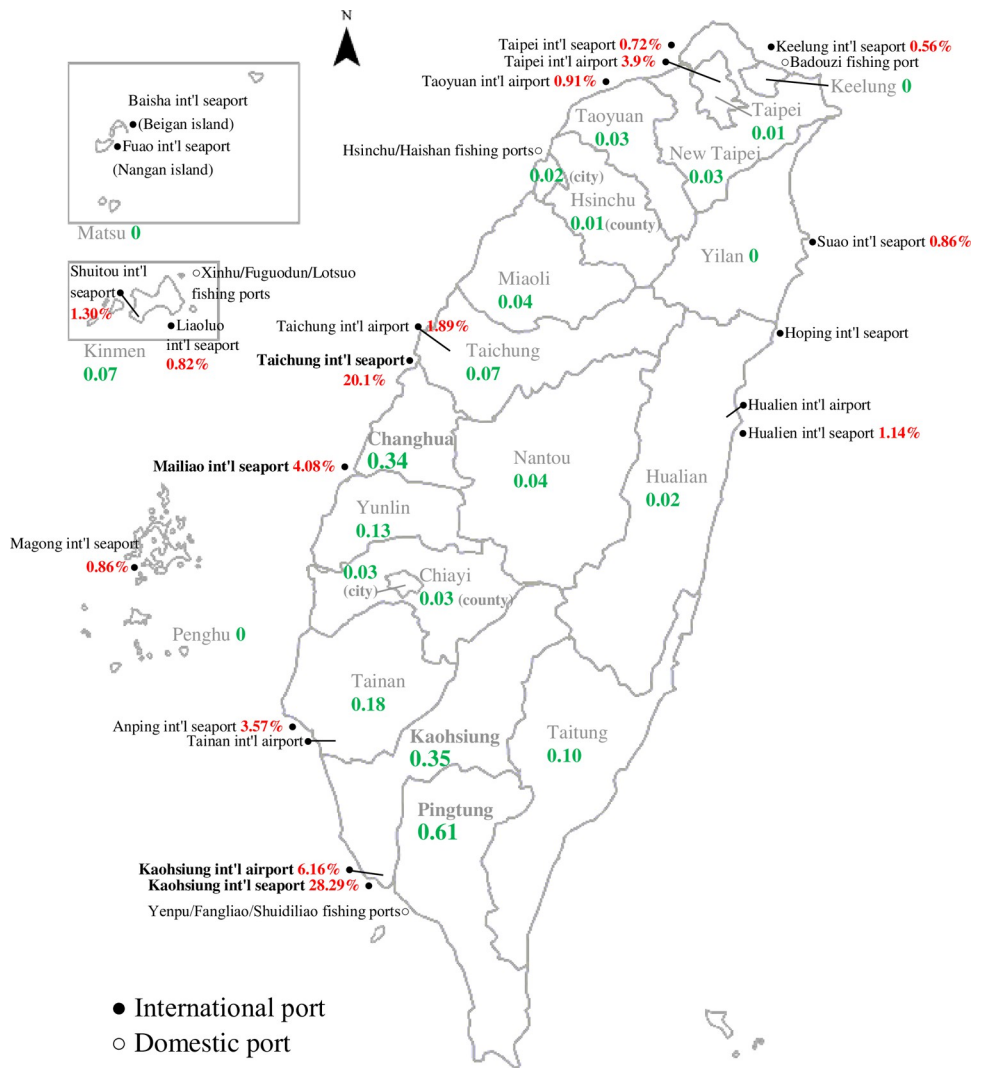 N
Taipei int'l seaport 0.72%
Taipei int'l airport 3.9%
Taoyuan int'l airport 0.91%
Keelung int'l seaport 0.56%
Badouzi fishing port
Keelung 0
Baisha int'l seaport
(Beigan island)
Fuao int'l seaport
(Nangan island)
Matsu 0
Taoyuan
0.03
Taipei
0.01
New Taipei
0.03
Hsinchu/Haishan fishing ports
0.02 (city)
Hsinchu
0.01 (county)
Suao int'l seaport 0.86%
Yilan 0
Shuitou int'l
seaport
1.30%
Xinhu/Fuguodun/Lotsuo
fishing ports
Liaoluo
int'l seaport
0.82%
Kinmen
0.07
Miaoli
0.04
Taichung int'l airport 1.89%
Taichung int'l seaport
20.1%
Taichung
0.07
Hoping int'l seaport
Hualien int'l airport
Hualien int'l seaport 1.14%
Changhua
0.34
Mailiao int'l seaport 4.08%
Nantou
0.04
Hualian
0.02
Yunlin
0.13
Magong int'l seaport
0.86%
0.03
(city)
Chiayi
0.03 (county)
Penghu 0
Tainan
0.18
Anping int'l seaport 3.57%
Tainan int'l airport
Kaohsiung
0.35
Taitung
0.10
Pingtung
0.61
Kaohsiung int'l airport 6.16%
Kaohsiung int'l seaport 28.29%
Yenpu/Fangliao/Shuidiliao fishing ports
● International port
○ Domestic port